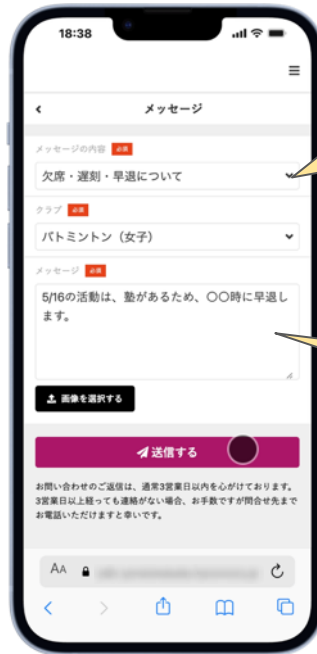 18:38
メッセージ
メッセージの内容 必須
欠席・遅刻・早退について
クラブ 必須
バトミントン（女子）
メッセージ 必須
5/16の活動は、塾があるため、〇〇時に早退し
ます。
画像を選択する
送信する
お問い合わせのご返信は、通常3営業日以内を心がけております。
3営業日以上経っても連絡がない場合、お手数ですが問合せ先まで
お電話いただけますと幸いです。
AA